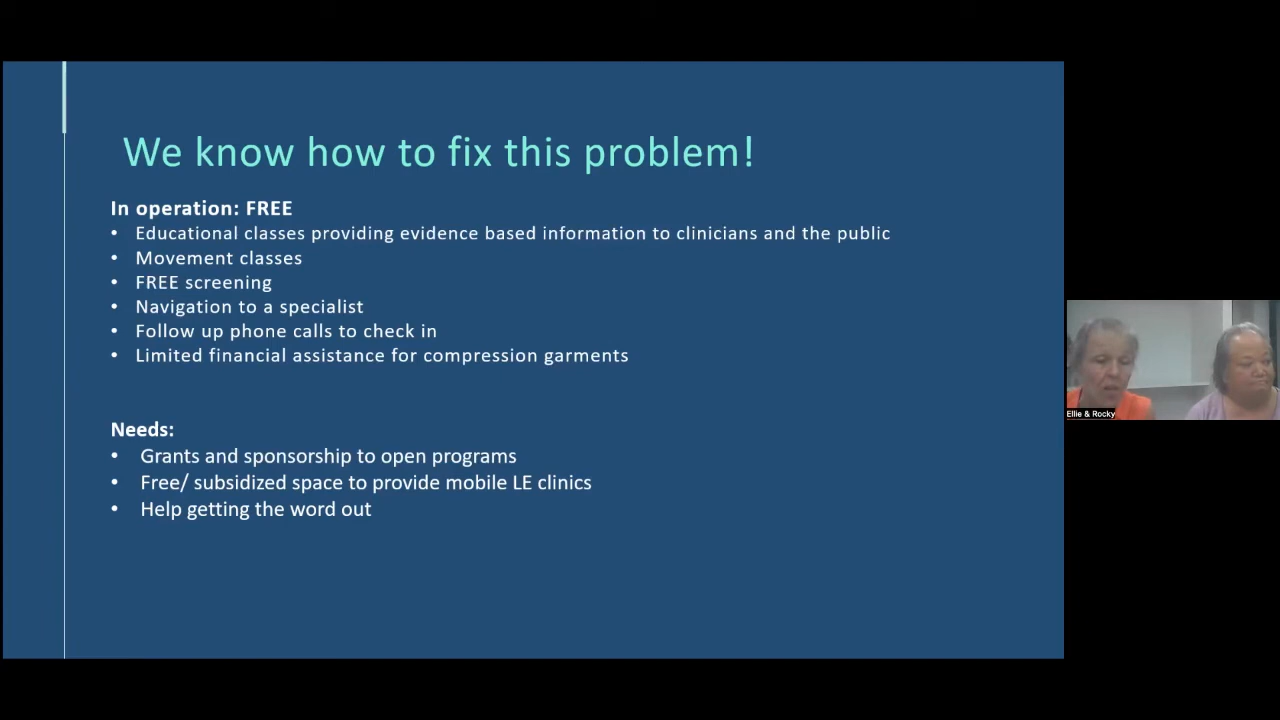 We know how to fix this problem!
In operation: FREE
• Educational classes providing evidence based information to clinicians and the public
• Movement classes
• FREE screening
• Navigation to a specialist
• Follow up phone calls to check in
• Limited financial assistance for compression garments
Needs:
• Grants and sponsorship to open programs
• Free/ subsidized space to provide mobile LE clinics
• Help getting the word out
Ellie & Rocky